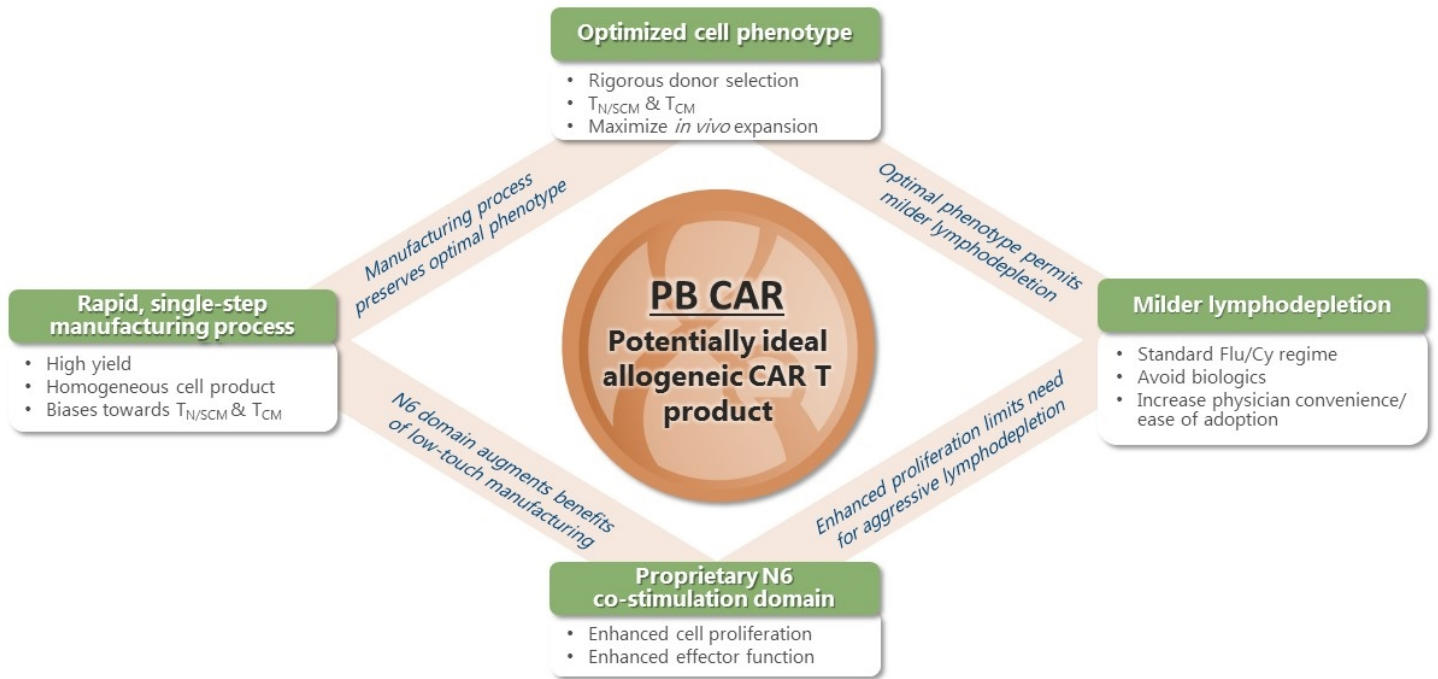 Optimized cell phenotype
• Rigorous donor selection
• T_N/SCM & T_CM
• Maximize in vivo expansion
Manufacturing process
preserves optimal phenotype
Optimal phenotype permits
milder lymphodepletion
Rapid, single-step
manufacturing process
• High yield
• Homogeneous cell product
• Biases towards T_N/SCM & T_CM
PB CAR
Potentially ideal
allogeneic CAR T
product
Milder lymphodepletion
• Standard Flu/Cy regime
• Avoid biologics
• Increase physician convenience/
ease of adoption
N6 domain augments benefits
of low-touch manufacturing
Enhanced proliferation limits need
for aggressive lymphodepletion
Proprietary N6
co-stimulation domain
• Enhanced cell proliferation
• Enhanced effector function